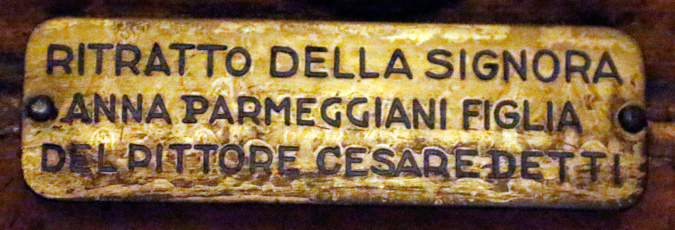 RITRATTO DELLA SIGNORA
ANNA PARMEGGIANI FIGLIA
DEL PITTORE CESARE DETTI